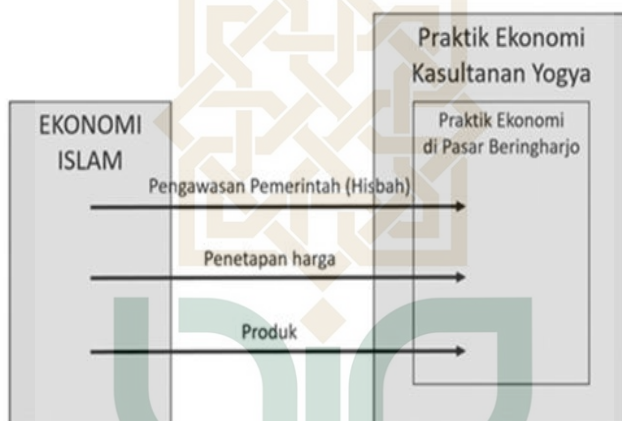 Praktik Ekonomi
Kasultanan Yogya
EKONOMI
ISLAM
Praktik Ekonomi
di Pasar Beringharjo
Pengawasan Pemerintah (Hisbah)
Penetapan harga
Produk